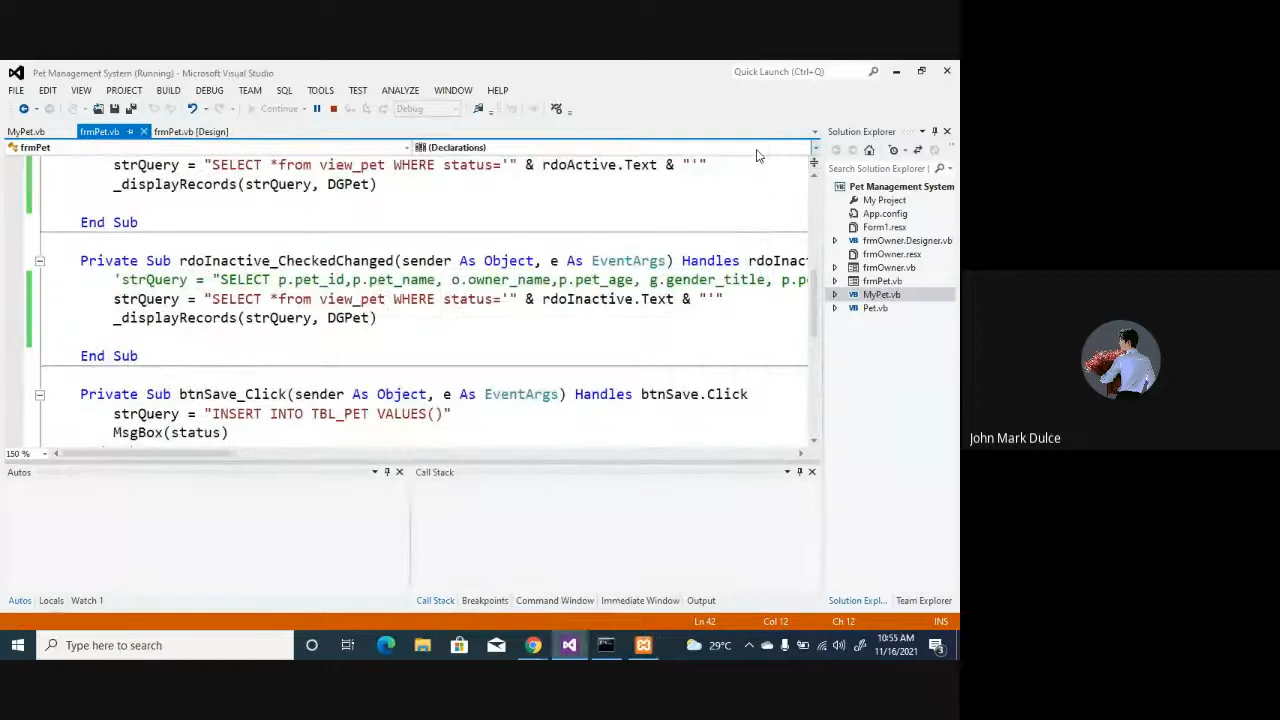 Pet Management System (Running) - Microsoft Visual Studio
Quick Launch (Ctrl+Q)
FILE EDIT VIEW PROJECT BUILD DEBUG TEAM SQL TOOLS TEST ANALYZE WINDOW HELP
Continue Debug
MyPet.vb frmPet.vb frmPet.vb [Design]
frmPet (Declarations)
strQuery = "SELECT *from view_pet WHERE status='" & rdoActive.Text & "'"
_displayRecords(strQuery, DGPet)
End Sub
Private Sub rdoInactive_CheckedChanged(sender As Object, e As EventArgs) Handles rdoInac
'strQuery = "SELECT p.pet_id,p.pet_name, o.owner_name,p.pet_age, g.gender_title, p.p
strQuery = "SELECT *from view_pet WHERE status='" & rdoInactive.Text & "'"
_displayRecords(strQuery, DGPet)
End Sub
Private Sub btnSave_Click(sender As Object, e As EventArgs) Handles btnSave.Click
strQuery = "INSERT INTO TBL_PET VALUES()"
MsgBox(status)
150 %
Solution Explorer
Search Solution Explorer
Pet Management System
My Project
App.config
Form1.resx
frmOwner.Designer.vb
frmOwner.resx
frmOwner.vb
frmPet.vb
MyPet.vb
Pet.vb
Autos
Call Stack
Autos Locals Watch 1
Call Stack Breakpoints Command Window Immediate Window Output
Solution Expl... Team Explorer
Ln 42 Col 12 Ch 12 INS
Type here to search
29°C
10:55 AM
11/16/2021
3
John Mark Dulce